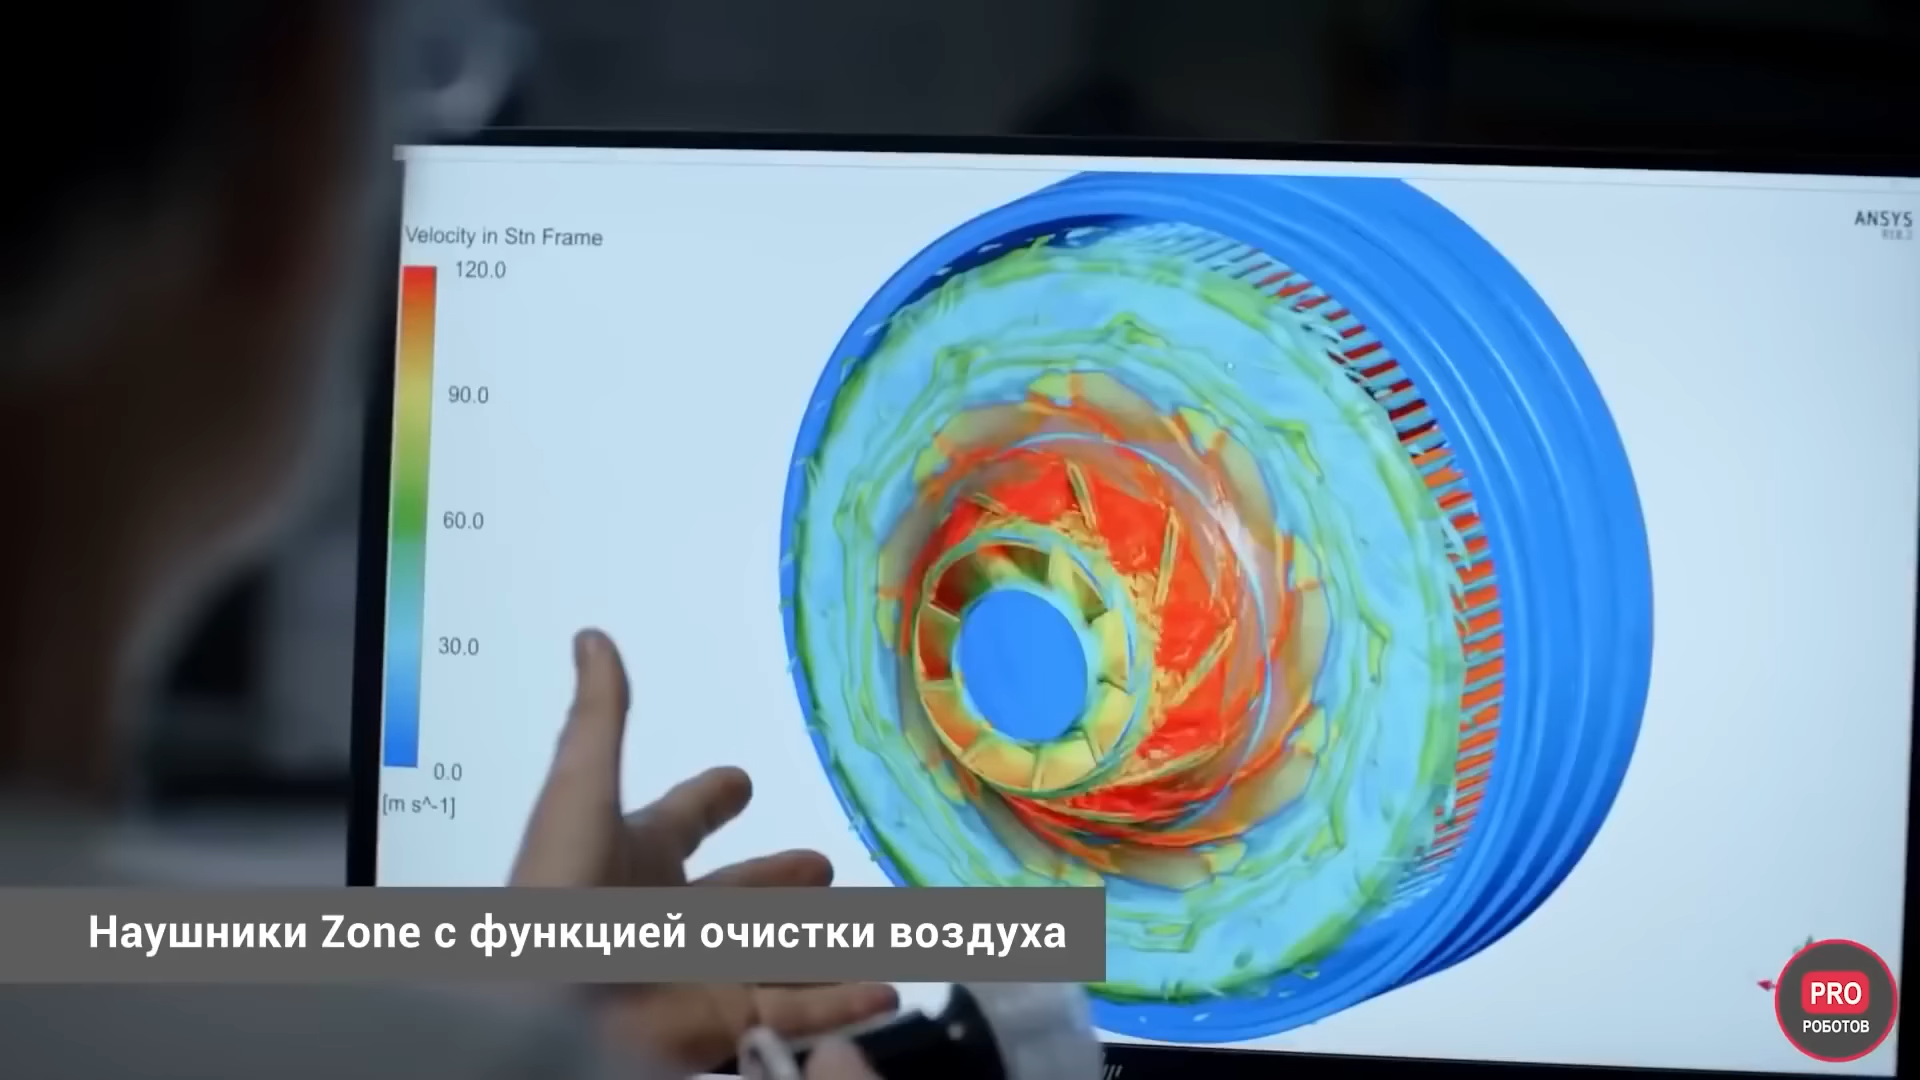 Velocity in Stn Frame
120.0
90.0
60.0
30.0
0.0
[m s^-1]
ANSYS
Наушники Zone с функцией очистки воздуха
PRO
РОБОТОВ